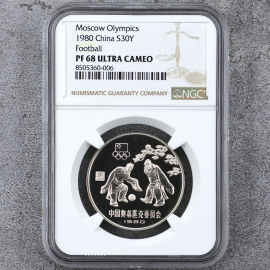 Moscow Olympics
1980 China S30Y
Football
PF 68 ULTRA CAMEO
8505360-006
NUMISMATIC GUARANTY COMPANY
NGC
中国奥林匹克委员会
1980